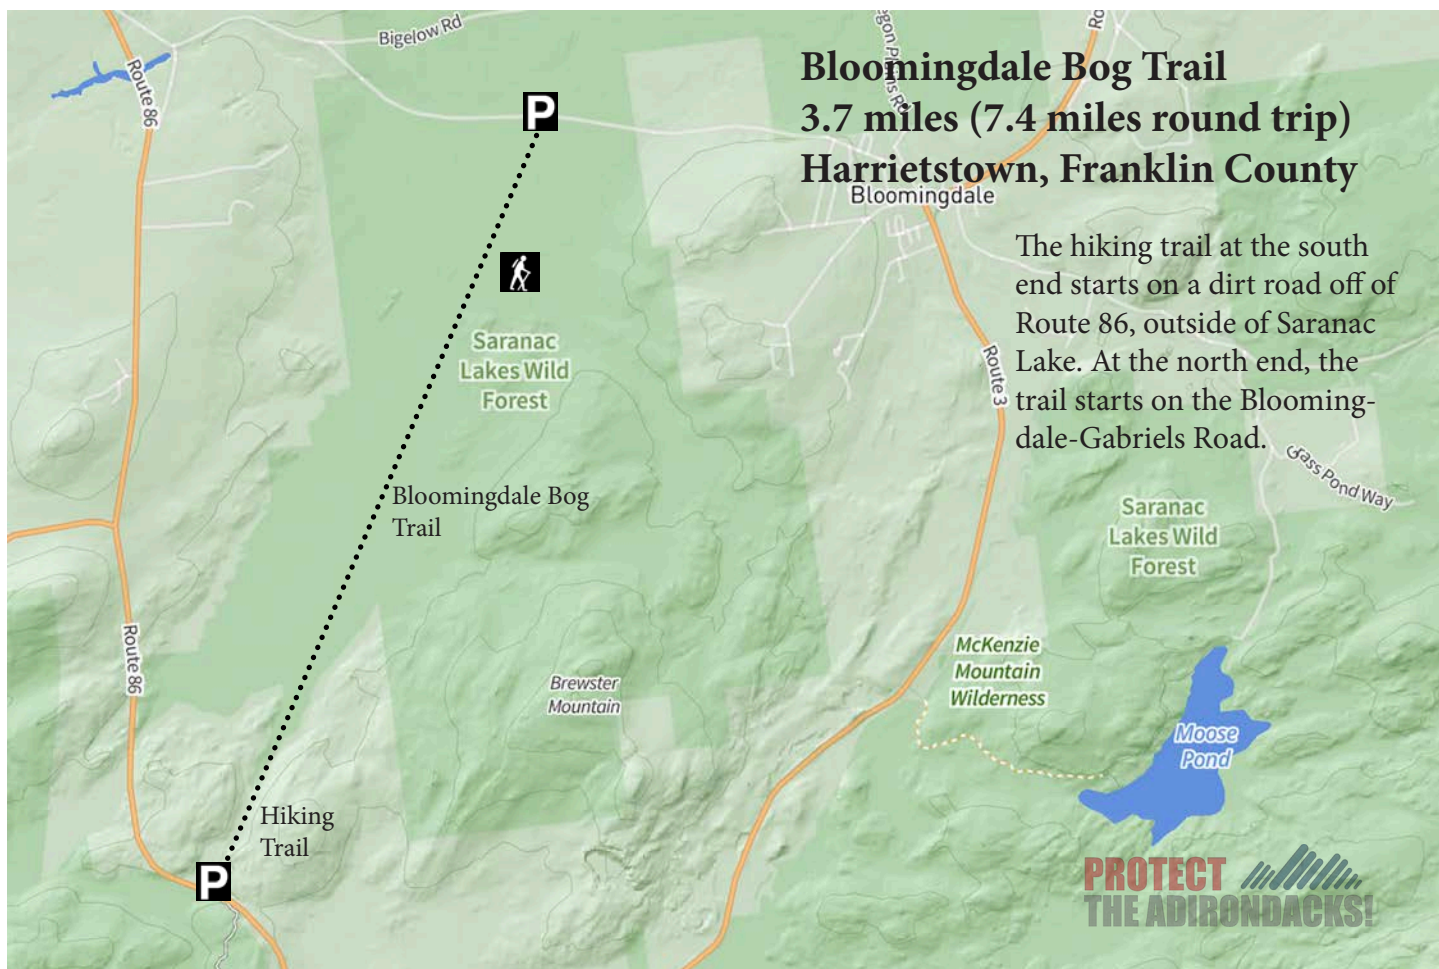 Bigelow Rd
Route 86
P
egon Plains Rd
Ro
Bloomingdale Bog Trail
3.7 miles (7.4 miles round trip)
Harrietstown, Franklin County
Bloomingdale
The hiking trail at the south
end starts on a dirt road off of
Route 86, outside of Saranac
Lake. At the north end, the
trail starts on the Blooming-
dale-Gabriels Road.
Saranac
Lakes Wild
Forest
Route 3
Grass Pond Way
Bloomingdale Bog
Trail
Saranac
Lakes Wild
Forest
Route 86
McKenzie
Mountain
Wilderness
Brewster
Mountain
Moose
Pond
Hiking
Trail
P
PROTECT
THE ADIRONDACKS!